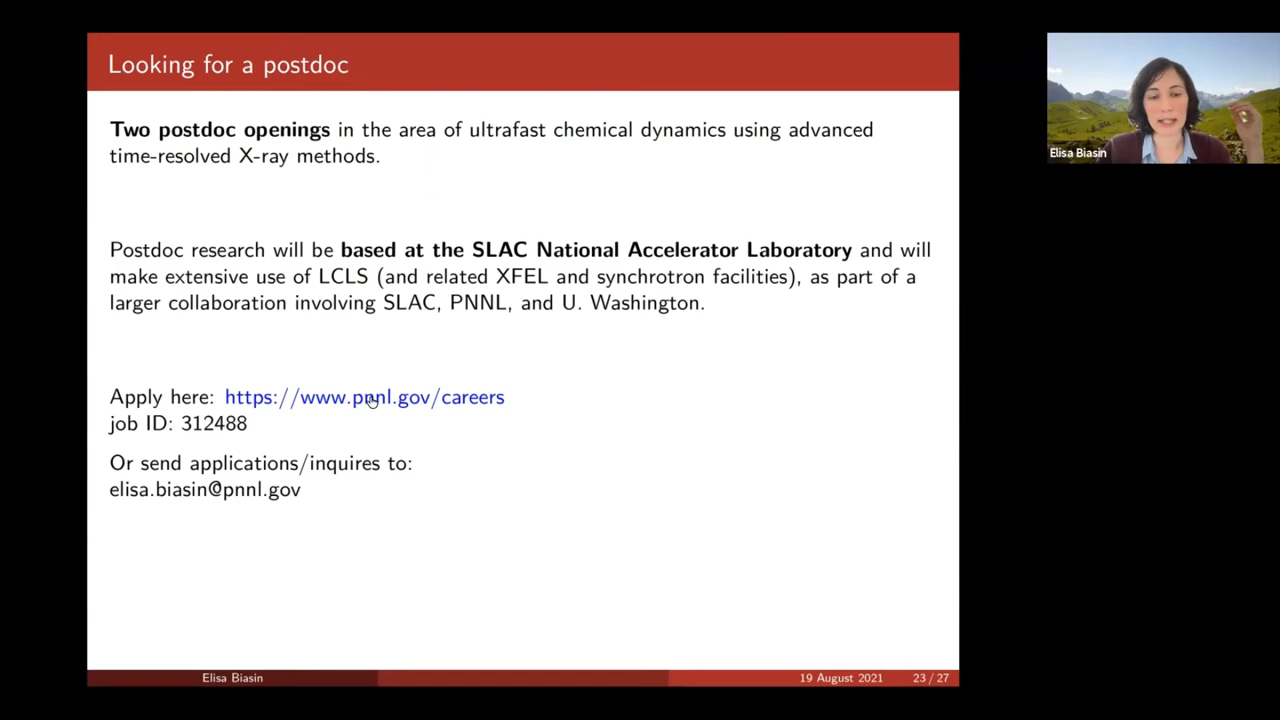 Looking for a postdoc
Two postdoc openings in the area of ultrafast chemical dynamics using advanced
time-resolved X-ray methods.
Postdoc research will be based at the SLAC National Accelerator Laboratory and will
make extensive use of LCLS (and related XFEL and synchrotron facilities), as part of a
larger collaboration involving SLAC, PNNL, and U. Washington.
Apply here: https://www.pnnl.gov/careers
job ID: 312488
Or send applications/inquires to:
elisa.biasin@pnnl.gov
Elisa Biasin
19 August 2021
23 / 27
Elisa Biasin